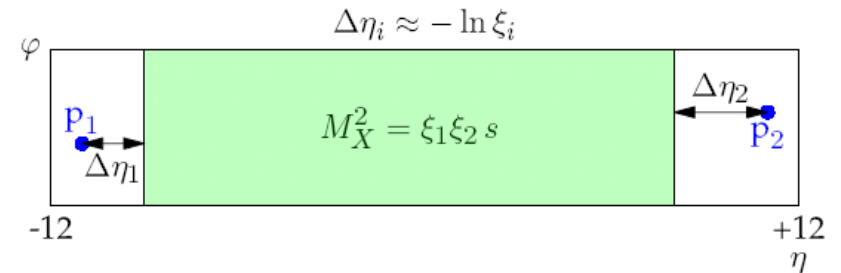 Δη_i ≈ − ln ξ_i
φ
p_1
Δη_1
M_X^2 = ξ_1ξ_2 s
Δη_2
p_2
-12
+12
η